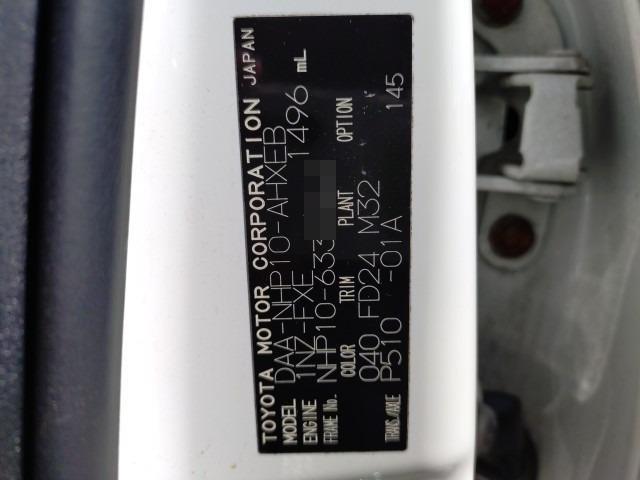 TOYOTA MOTOR CORPORATION JAPAN
MODEL DAA-NHP10-AHXEB
ENGINE 1NZ-FXE 1496 mL
FRAME No. NHP10-633
COLOR TRIM PLANT OPTION
040 FD24 M32 145
TRANS./AXLE P510 -01A